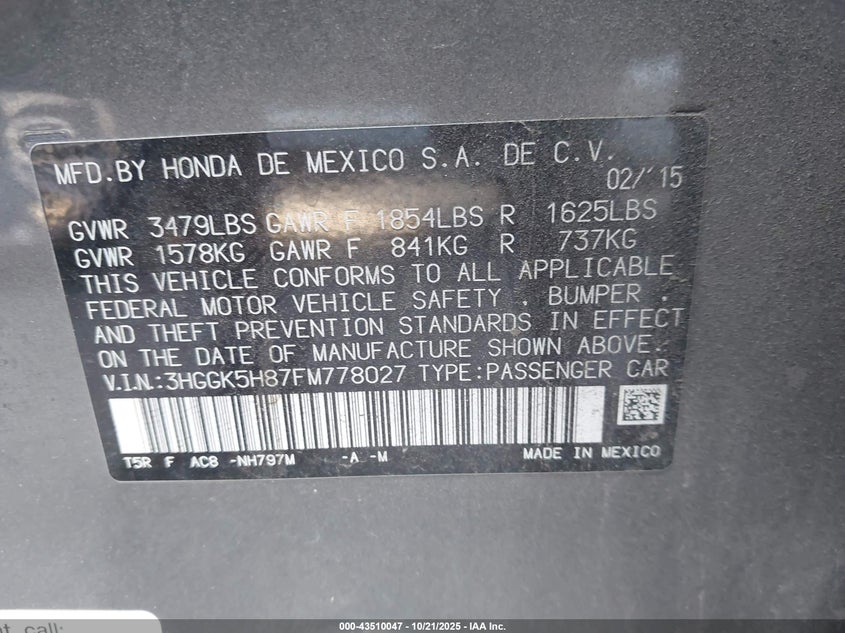 MFD.BY HONDA DE MEXICO S.A. DE C.V.
02/'15
GVWR 3479LBS GAWR F 1854LBS R 1625LBS
GVWR 1578KG GAWR F 841KG R 737KG
THIS VEHICLE CONFORMS TO ALL APPLICABLE
FEDERAL MOTOR VEHICLE SAFETY , BUMPER ,
AND THEFT PREVENTION STANDARDS IN EFFECT
ON THE DATE OF MANUFACTURE SHOWN ABOVE.
V.I.N.:3HGGK5H87FM778027 TYPE:PASSENGER CAR
T5R F AC8 -NH797M -A -M MADE IN MEXICO
call:
000-43510047 - 10/21/2025 - IAA Inc.